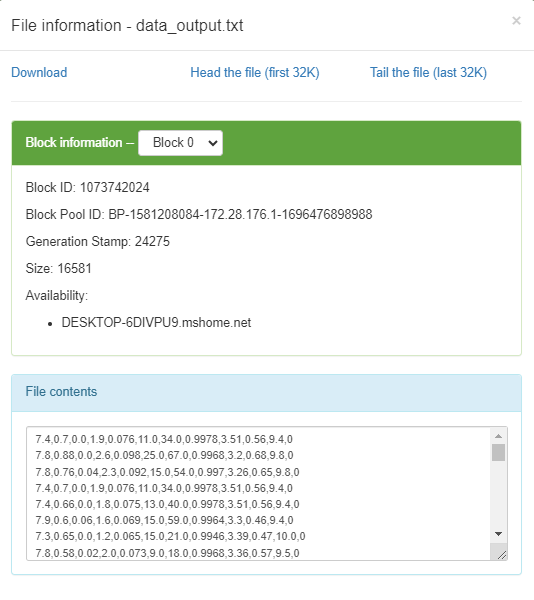 File information - data_output.txt
×
Download
Head the file (first 32K)
Tail the file (last 32K)
Block information -- Block 0
Block ID: 1073742024
Block Pool ID: BP-1581208084-172.28.176.1-1696476898988
Generation Stamp: 24275
Size: 16581
Availability:
• DESKTOP-6DIVPU9.mshome.net
File contents
7.4,0.7,0.0,1.9,0.076,11.0,34.0,0.9978,3.51,0.56,9.4,0
7.8,0.88,0.0,2.6,0.098,25.0,67.0,0.9968,3.2,0.68,9.8,0
7.8,0.76,0.04,2.3,0.092,15.0,54.0,0.997,3.26,0.65,9.8,0
7.4,0.7,0.0,1.9,0.076,11.0,34.0,0.9978,3.51,0.56,9.4,0
7.4,0.66,0.0,1.8,0.075,13.0,40.0,0.9978,3.51,0.56,9.4,0
7.9,0.6,0.06,1.6,0.069,15.0,59.0,0.9964,3.3,0.46,9.4,0
7.3,0.65,0.0,1.2,0.065,15.0,21.0,0.9946,3.39,0.47,10.0,0
7.8,0.58,0.02,2.0,0.073,9.0,18.0,0.9968,3.36,0.57,9.5,0